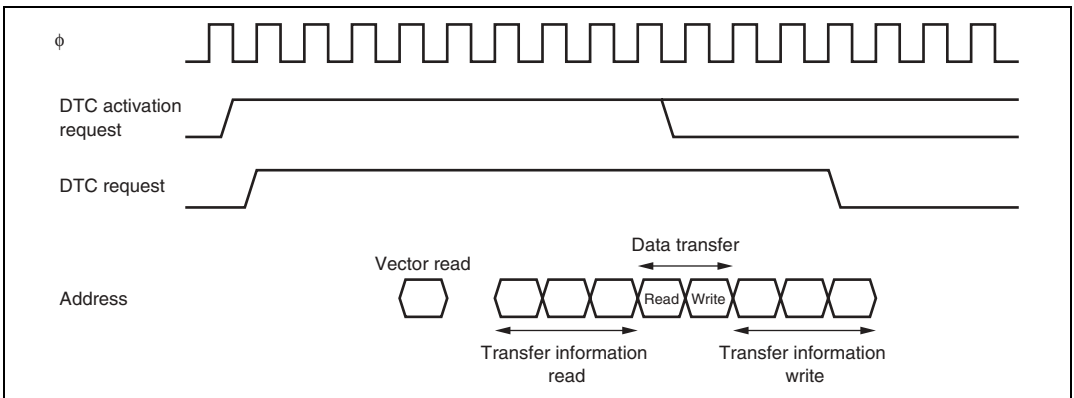 ϕ
DTC activation
request
DTC request
Data transfer
Vector read
Address
Read Write
Transfer information
read
Transfer information
write